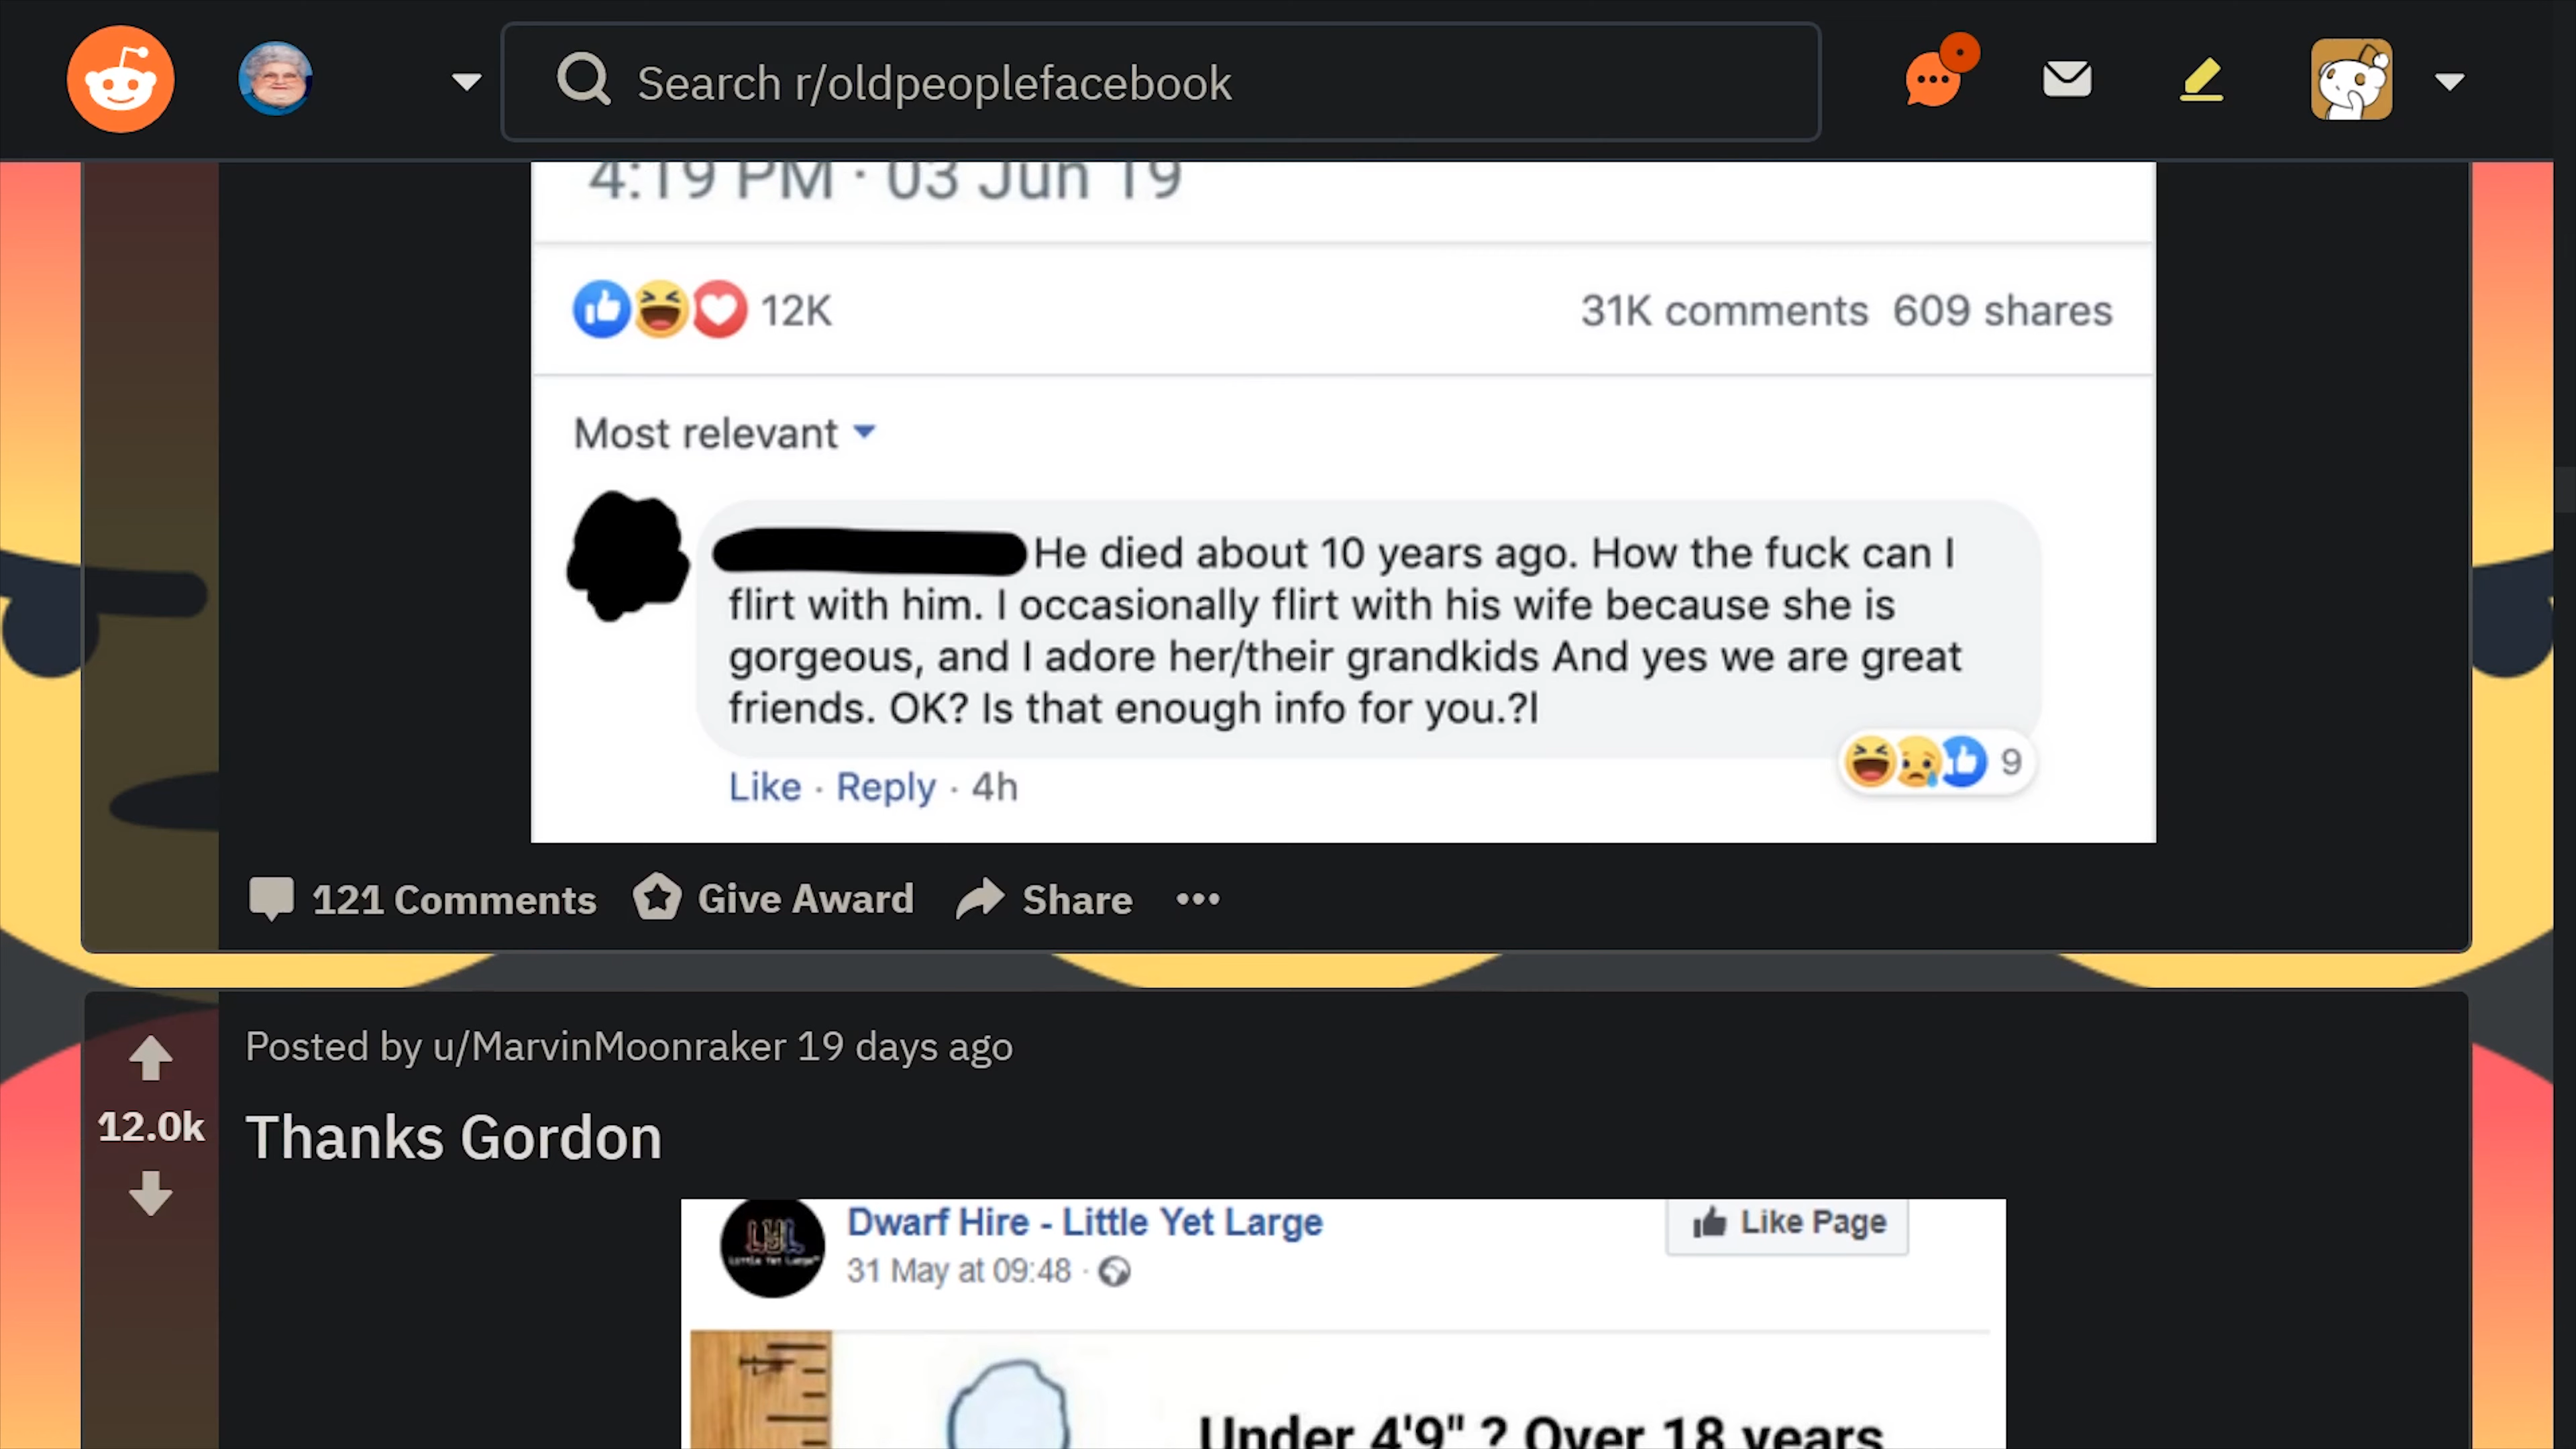 Search r/oldpeoplefacebook
4:19 PM · 03 Jun 19
12K
31K comments 609 shares
Most relevant
He died about 10 years ago. How the fuck can I
flirt with him. I occasionally flirt with his wife because she is
gorgeous, and I adore her/their grandkids And yes we are great
friends. OK? Is that enough info for you.?l
9
Like · Reply · 4h
121 Comments Give Award Share
Posted by u/MarvinMoonraker 19 days ago
12.0k
Thanks Gordon
LYL
Little Yet Large
Dwarf Hire - Little Yet Large
Like Page
31 May at 09:48 ·
Under 4'9" ? Over 18 years